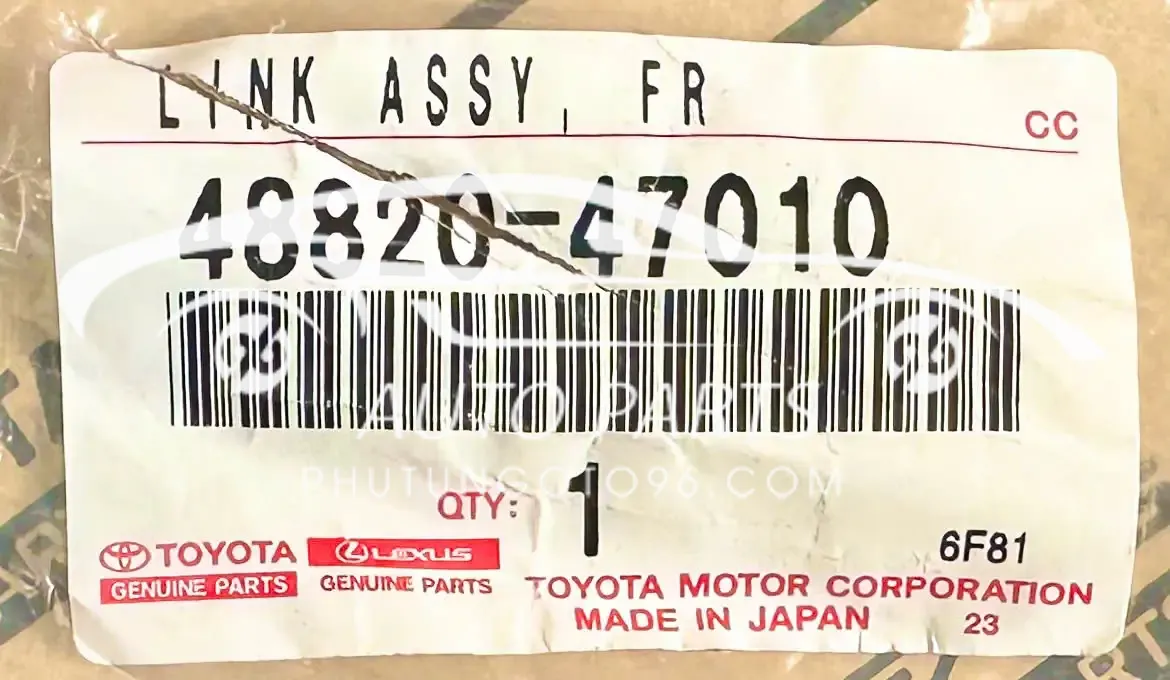 LINK ASSY, FR
CC
48820-47010
AUTO PARTS
PHUTUNGOTO96.COM
QTY: 1
TOYOTA LEXUS
GENUINE PARTS GENUINE PARTS
6F81
TOYOTA MOTOR CORPORATION
MADE IN JAPAN 23